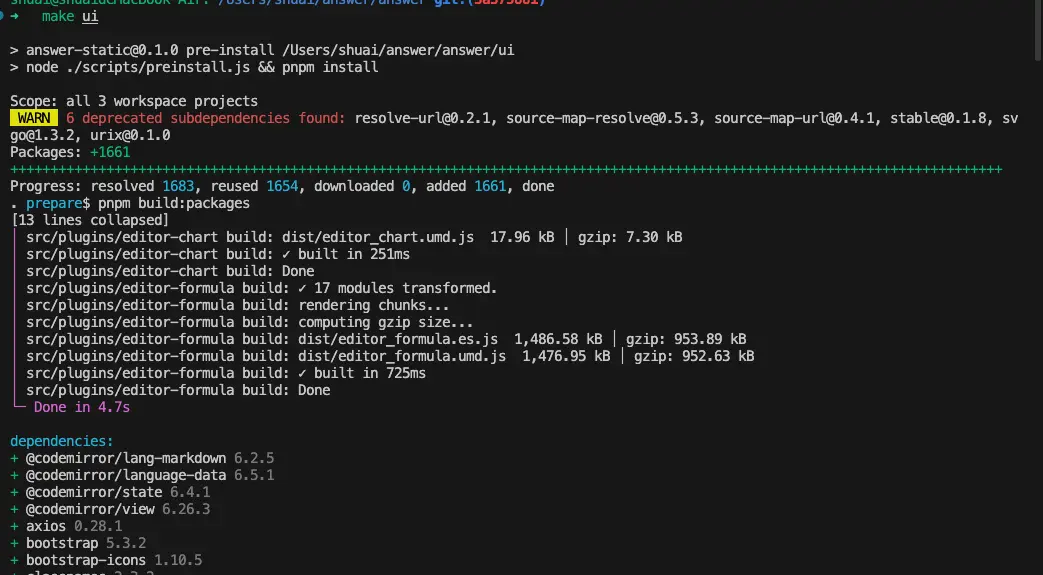 shuai@shuaideMacBook-Air: /Users/shuai/answer/answer git:(
➜ make ui
> answer-static@0.1.0 pre-install /Users/shuai/answer/answer/ui
> node ./scripts/preinstall.js && pnpm install
Scope: all 3 workspace projects
WARN 6 deprecated subdependencies found: resolve-url@0.2.1, source-map-resolve@0.5.3, source-map-url@0.4.1, stable@0.1.8, sv
go@1.3.2, urix@0.1.0
Packages: +1661
+++++++++++++++++++++++++++++++++++++++++++++++++++++++++++++++++++++++++++++++++++++++++++++++++++++++++++++++++++++++++++++
Progress: resolved 1683, reused 1654, downloaded 0, added 1661, done
. prepare$ pnpm build:packages
[13 lines collapsed]
│ src/plugins/editor-chart build: dist/editor_chart.umd.js 17.96 kB │ gzip: 7.30 kB
│ src/plugins/editor-chart build: ✓ built in 251ms
│ src/plugins/editor-chart build: Done
│ src/plugins/editor-formula build: ✓ 17 modules transformed.
│ src/plugins/editor-formula build: rendering chunks...
│ src/plugins/editor-formula build: computing gzip size...
│ src/plugins/editor-formula build: dist/editor_formula.es.js 1,486.58 kB │ gzip: 953.89 kB
│ src/plugins/editor-formula build: dist/editor_formula.umd.js 1,476.95 kB │ gzip: 952.63 kB
│ src/plugins/editor-formula build: ✓ built in 725ms
│ src/plugins/editor-formula build: Done
└─ Done in 4.7s
dependencies:
+ @codemirror/lang-markdown 6.2.5
+ @codemirror/language-data 6.5.1
+ @codemirror/state 6.4.1
+ @codemirror/view 6.26.3
+ axios 0.28.1
+ bootstrap 5.3.2
+ bootstrap-icons 1.10.5